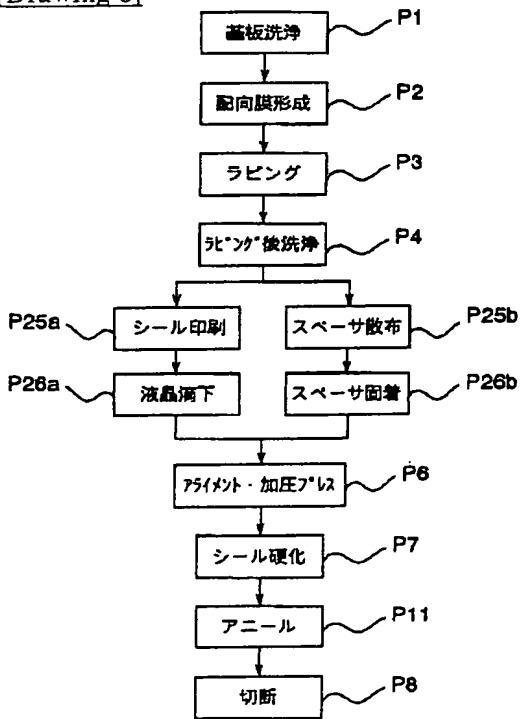 基板洗浄 P1
配向膜形成 P2
ラビング P3
ﾗﾋﾞﾝｸﾞ後洗浄 P4
P25a シール印刷 スペーサ散布 P25b
P26a 液晶滴下 スペーサ固着 P26b
ｱﾗｲﾒﾝﾄ・加圧ﾌﾟﾚｽ P6
シール硬化 P7
アニール P11
切断 P8